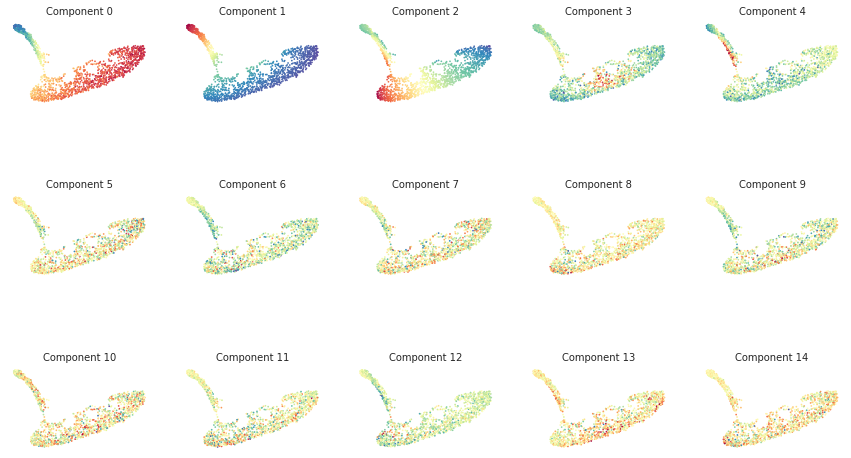 Component 0
Component 1
Component 2
Component 3
Component 4
Component 5
Component 6
Component 7
Component 8
Component 9
Component 10
Component 11
Component 12
Component 13
Component 14